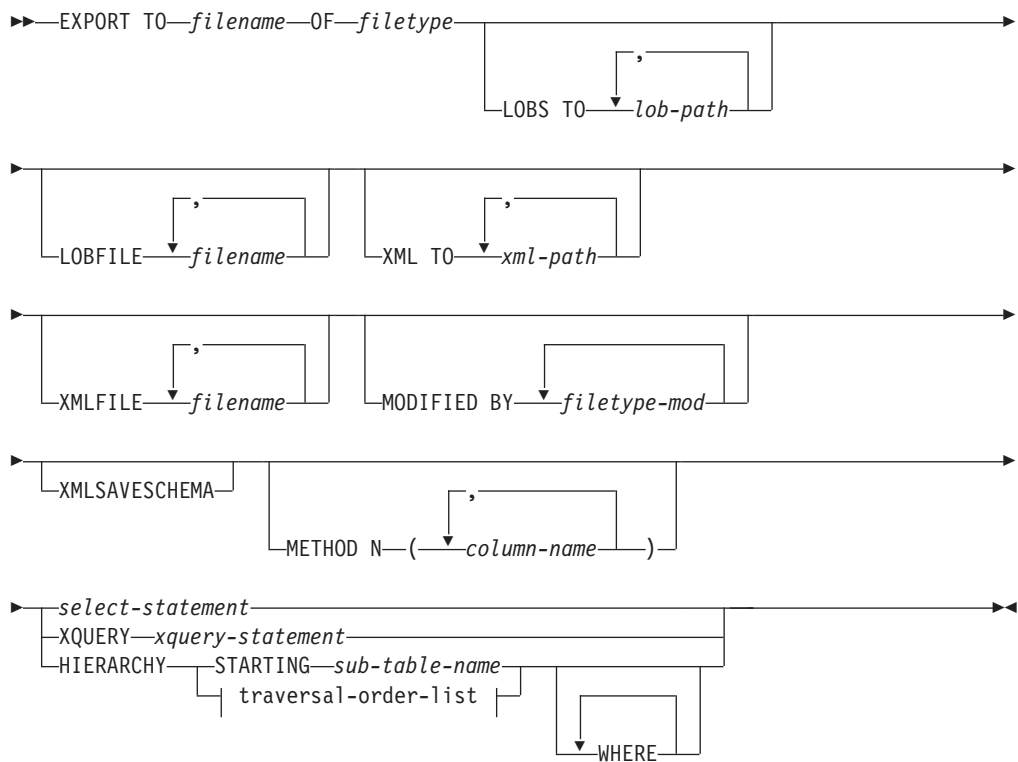 EXPORT TO filename OF filetype
,
LOBS TO lob-path
, ,
LOBFILE filename XML TO xml-path
,
XMLFILE filename MODIFIED BY filetype-mod
XMLSAVESCHEMA
,
METHOD N ( column-name )
select-statement
XQUERY xquery-statement
HIERARCHY STARTING sub-table-name
traversal-order-list
WHERE